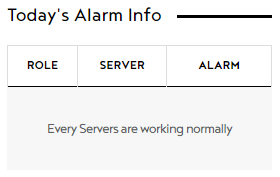 Today's Alarm Info
ROLE SERVER ALARM
Every Servers are working normally